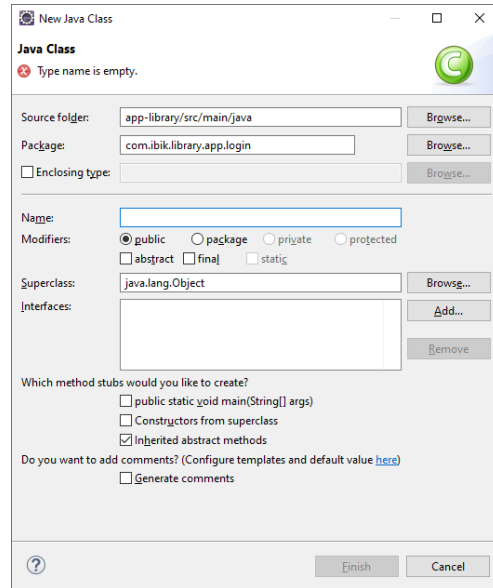 New Java Class
Java Class
Type name is empty.
Source folder: app-library/src/main/java Browse...
Package: com.ibik.library.app.login Browse...
Enclosing type: Browse...
Name:
Modifiers: public package private protected
abstract final static
Superclass: java.lang.Object Browse...
Interfaces: Add...
Remove
Which method stubs would you like to create?
public static void main(String[] args)
Constructors from superclass
Inherited abstract methods
Do you want to add comments? (Configure templates and default value here)
Generate comments
? Finish Cancel